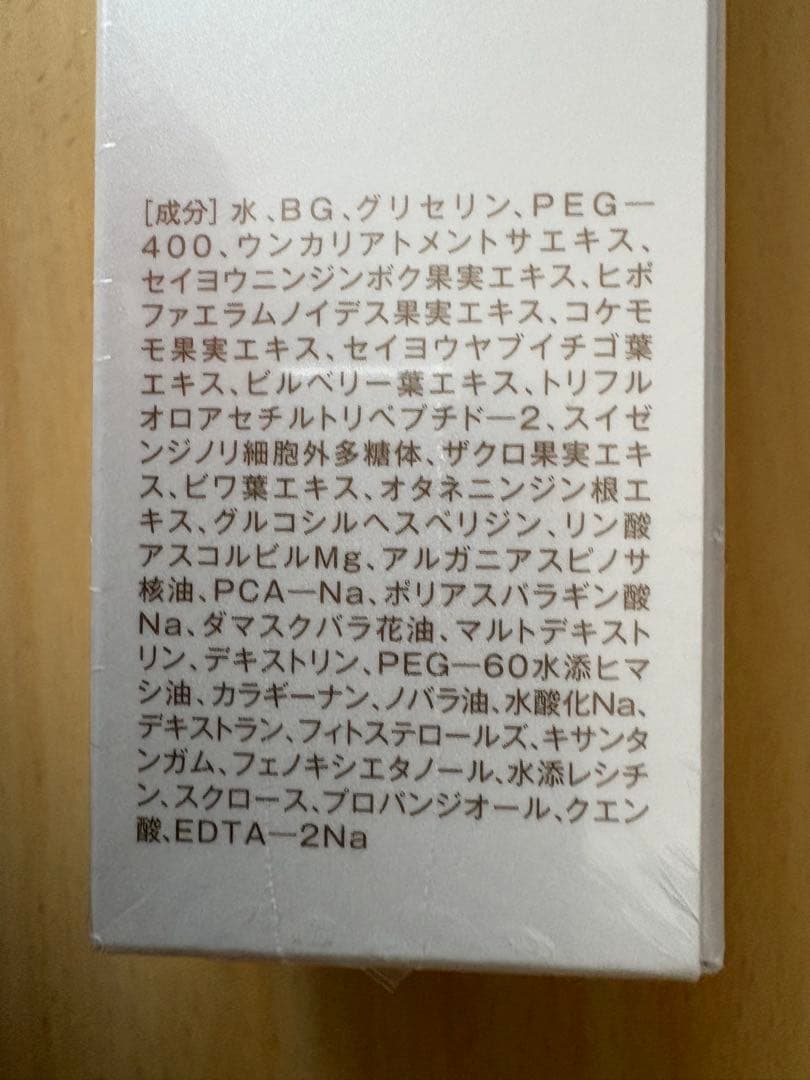 [成分] 水、BG、グリセリン、PEG—
400、ウンカリアトメントサエキス、
セイヨウニンジンボク果実エキス、ヒポ
ファエラムノイデス果実エキス、コケモ
モ果実エキス、セイヨウヤブイチゴ葉
エキス、ビルベリー葉エキス、トリフル
オロアセチルトリペプチド—2、スイゼ
ンジノリ細胞外多糖体、ザクロ果実エキ
ス、ビワ葉エキス、オタネニンジン根エ
キス、グルコシルヘスペリジン、リン酸
アスコルビルMg、アルガニアスピノサ
核油、PCA—Na、ポリアスパラギン酸
Na、ダマスクバラ花油、マルトデキスト
リン、デキストリン、PEG—60水添ヒマ
シ油、カラギーナン、ノバラ油、水酸化Na、
デキストラン、フィトステロールズ、キサンタ
ンガム、フェノキシエタノール、水添レシチ
ン、スクロース、プロパンジオール、クエン
酸、EDTA—2Na